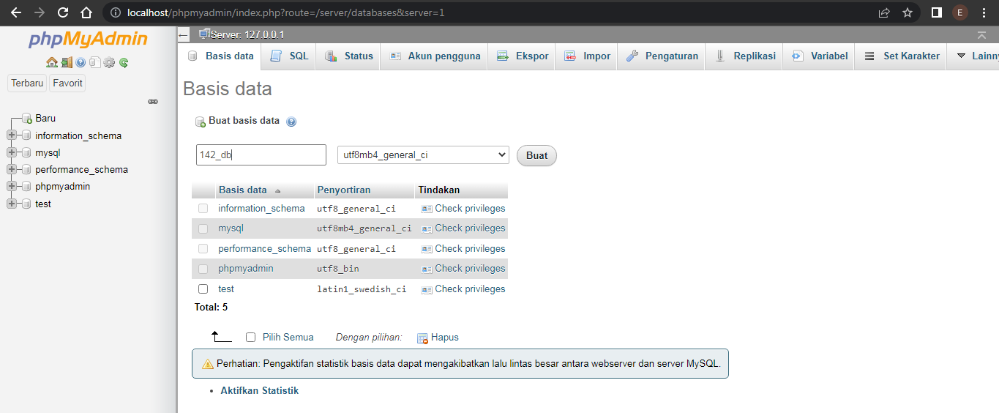 localhost/phpmyadmin/index.php?route=/server/databases&server=1
E
phpMyAdmin
Terbaru Favorit
Baru
information_schema
mysql
performance_schema
phpmyadmin
test
Server: 127.0.0.1
Basis data SQL Status Akun pengguna Ekspor Impor Pengaturan Replikasi Variabel Set Karakter Lainny
Basis data
Buat basis data
142_db utf8mb4_general_ci Buat
Basis data Penyortiran Tindakan
information_schema utf8_general_ci Check privileges
mysql utf8mb4_general_ci Check privileges
performance_schema utf8_general_ci Check privileges
phpmyadmin utf8_bin Check privileges
test latin1_swedish_ci Check privileges
Total: 5
Pilih Semua Dengan pilihan: Hapus
Perhatian: Pengaktifan statistik basis data dapat mengakibatkan lalu lintas besar antara webserver dan server MySQL.
• Aktifkan Statistik